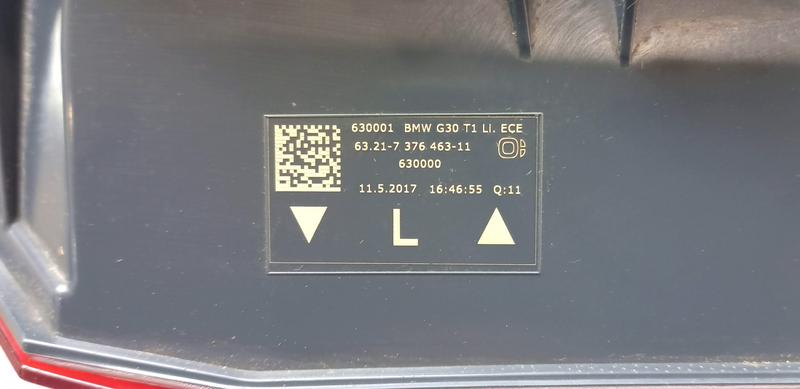 630001 BMW G30 T1 LI. ECE
63.21-7 376 463-11
630000
11.5.2017 16:46:55 Q:11
L